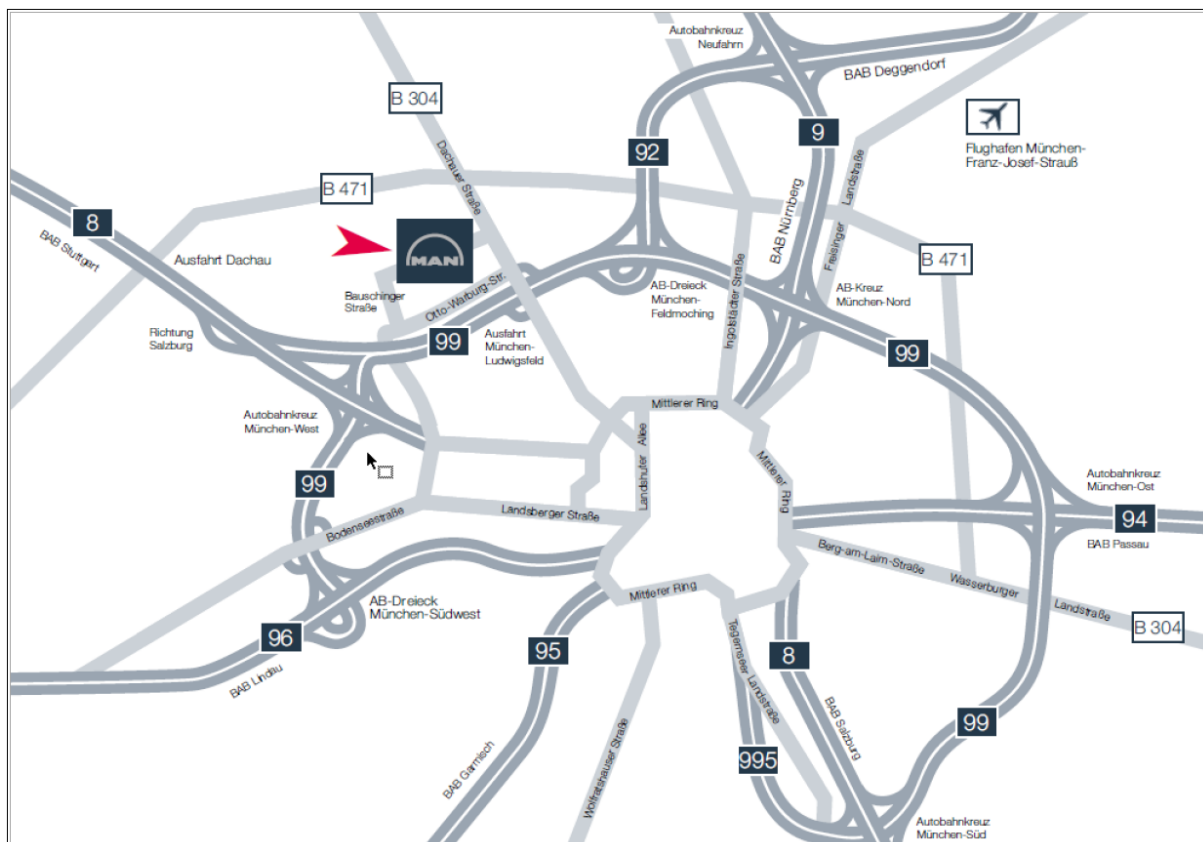 Autobahnkreuz
Neufahrn
BAB Deggendorf
B 304
9
Flughafen München-
Franz-Josef-Strauß
92
Dachauer Straße
Freisinger Landstraße
B 471
8
BAB Stuttgart
BAB Nürnberg
MAN
Ausfahrt Dachau
B 471
Bauschinger
Straße
Otto-Warburg-Str.
AB-Dreieck
München-
Feldmoching
Ingolstädter Straße
AB-Kreuz
München-Nord
Richtung
Salzburg
99
Ausfahrt
München-
Ludwigsfeld
99
Mittlerer Ring
Autobahnkreuz
München-West
Landshuter Allee
Mittlerer Ring
99
Autobahnkreuz
München-Ost
Landsberger Straße
94
Bodenseestraße
BAB Passau
Berg-am-Laim-Straße
Wasserburger Landstraße
Mittlerer Ring
AB-Dreieck
München-Südwest
B 304
96
95
8
BAB Lindau
Tegernseer Landstraße
BAB Salzburg
99
995
BAB Garmisch
Wolfratshauser Straße
Autobahnkreuz
München-Süd